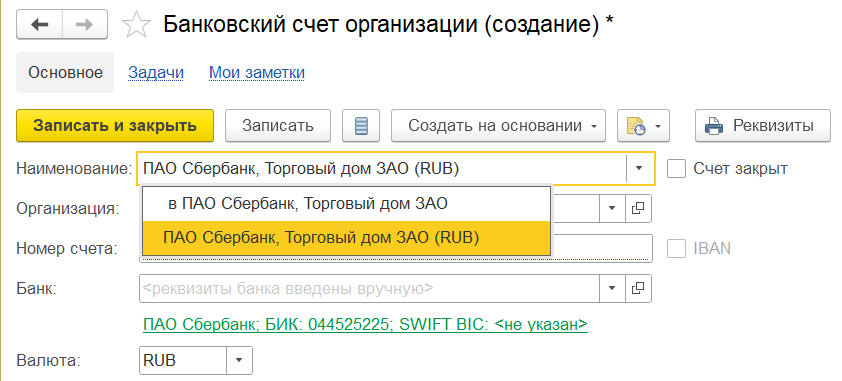 Банковский счет организации (создание) *
Основное Задачи Мои заметки
Записать и закрыть Записать Создать на основании Реквизиты
Наименование: ПАО Сбербанк, Торговый дом ЗАО (RUB) Счет закрыт
в ПАО Сбербанк, Торговый дом ЗАО
Организация:
ПАО Сбербанк, Торговый дом ЗАО (RUB)
Номер счета: IBAN
Банк: <реквизиты банка введены вручную>
ПАО Сбербанк; БИК: 044525225; SWIFT BIC: <не указан>
Валюта: RUB